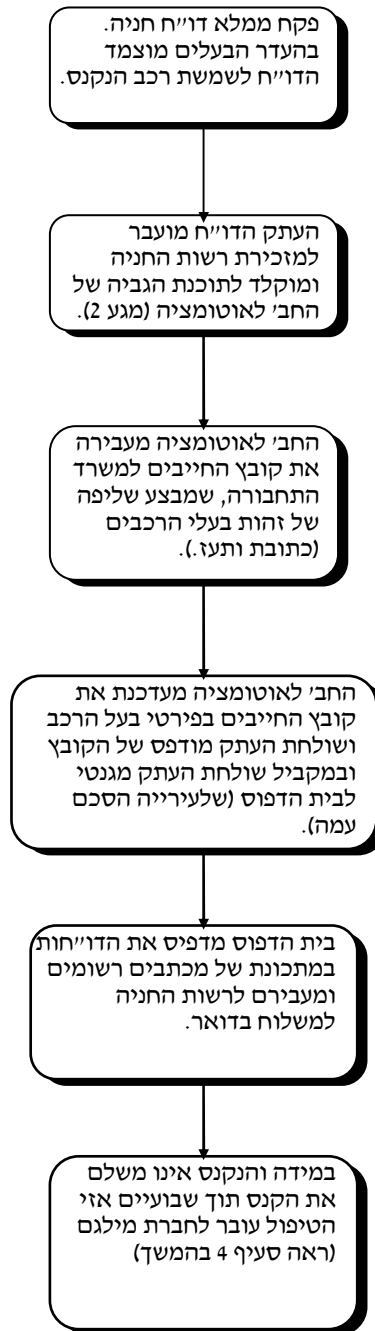 פקח ממלא דו״ח חניה.
בהעדר הבעלים מוצמד
הדו״ח לשמשת רכב הנקנס.
העתק הדו״ח מועבר
למזכירת רשות החניה
ומוקלד לתוכנת הגביה של
החב׳ לאוטומציה (מגע 2).
החב׳ לאוטומציה מעבירה
את קובץ החייבים למשרד
התחבורה, שמבצע שליפה
של זהות בעלי הרכבים
(כתובת ותעז.).
החב׳ לאוטומציה מעדכנת את
קובץ החייבים בפירטי בעל הרכב
ושולחת העתק מודפס של הקובץ
ובמקביל שולחת העתק מגנטי
לבית הדפוס (שלעירייה הסכם
עמה).
בית הדפוס מדפיס את הדו״חות
במתכונת של מכתבים רשומים
ומעבירם לרשות החניה
למשלוח בדואר.
במידה והנקנס אינו משלם
את הקנס תוך שבועיים אזי
הטיפול עובר לחברת מילגם
(ראה סעיף 4 בהמשך)